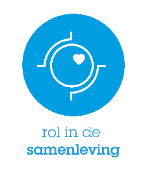 rol in de
samenleving